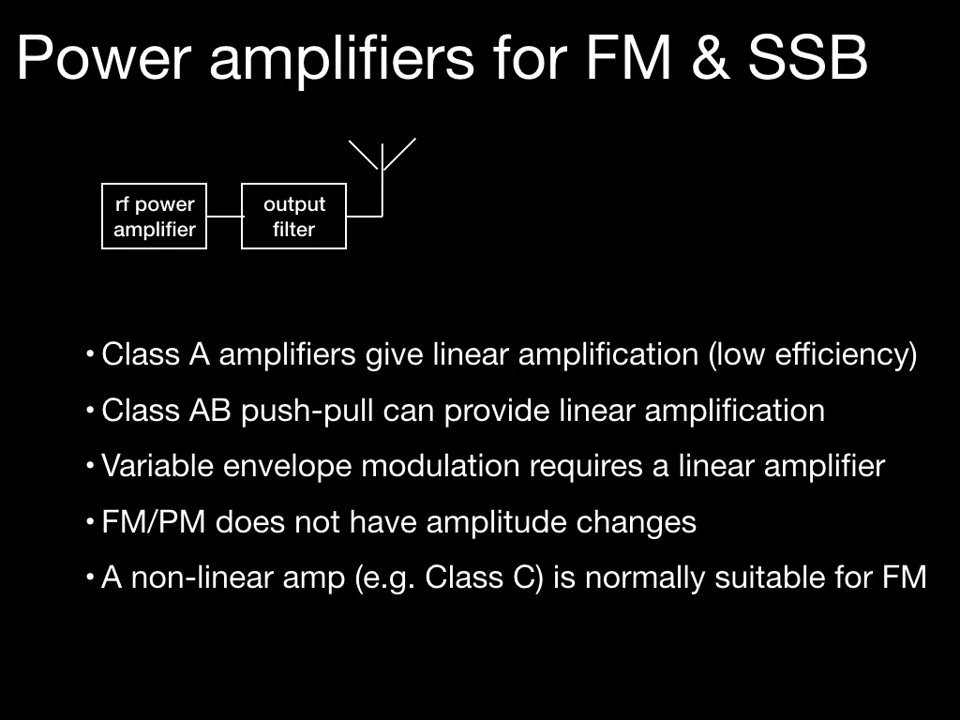 Power amplifiers for FM & SSB
rf power
amplifier
output
filter
• Class A amplifiers give linear amplification (low efficiency)
• Class AB push-pull can provide linear amplification
• Variable envelope modulation requires a linear amplifier
• FM/PM does not have amplitude changes
• A non-linear amp (e.g. Class C) is normally suitable for FM